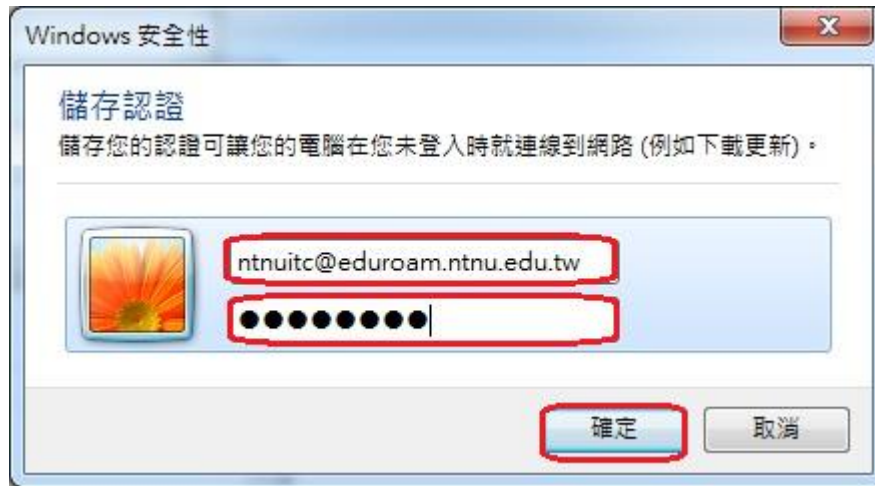 Windows 安全性
儲存認證
儲存您的認證可讓您的電腦在您未登入時就連線到網路 (例如下載更新)。
ntnuitc@eduroam.ntnu.edu.tw
●●●●●●●●
確定
取消